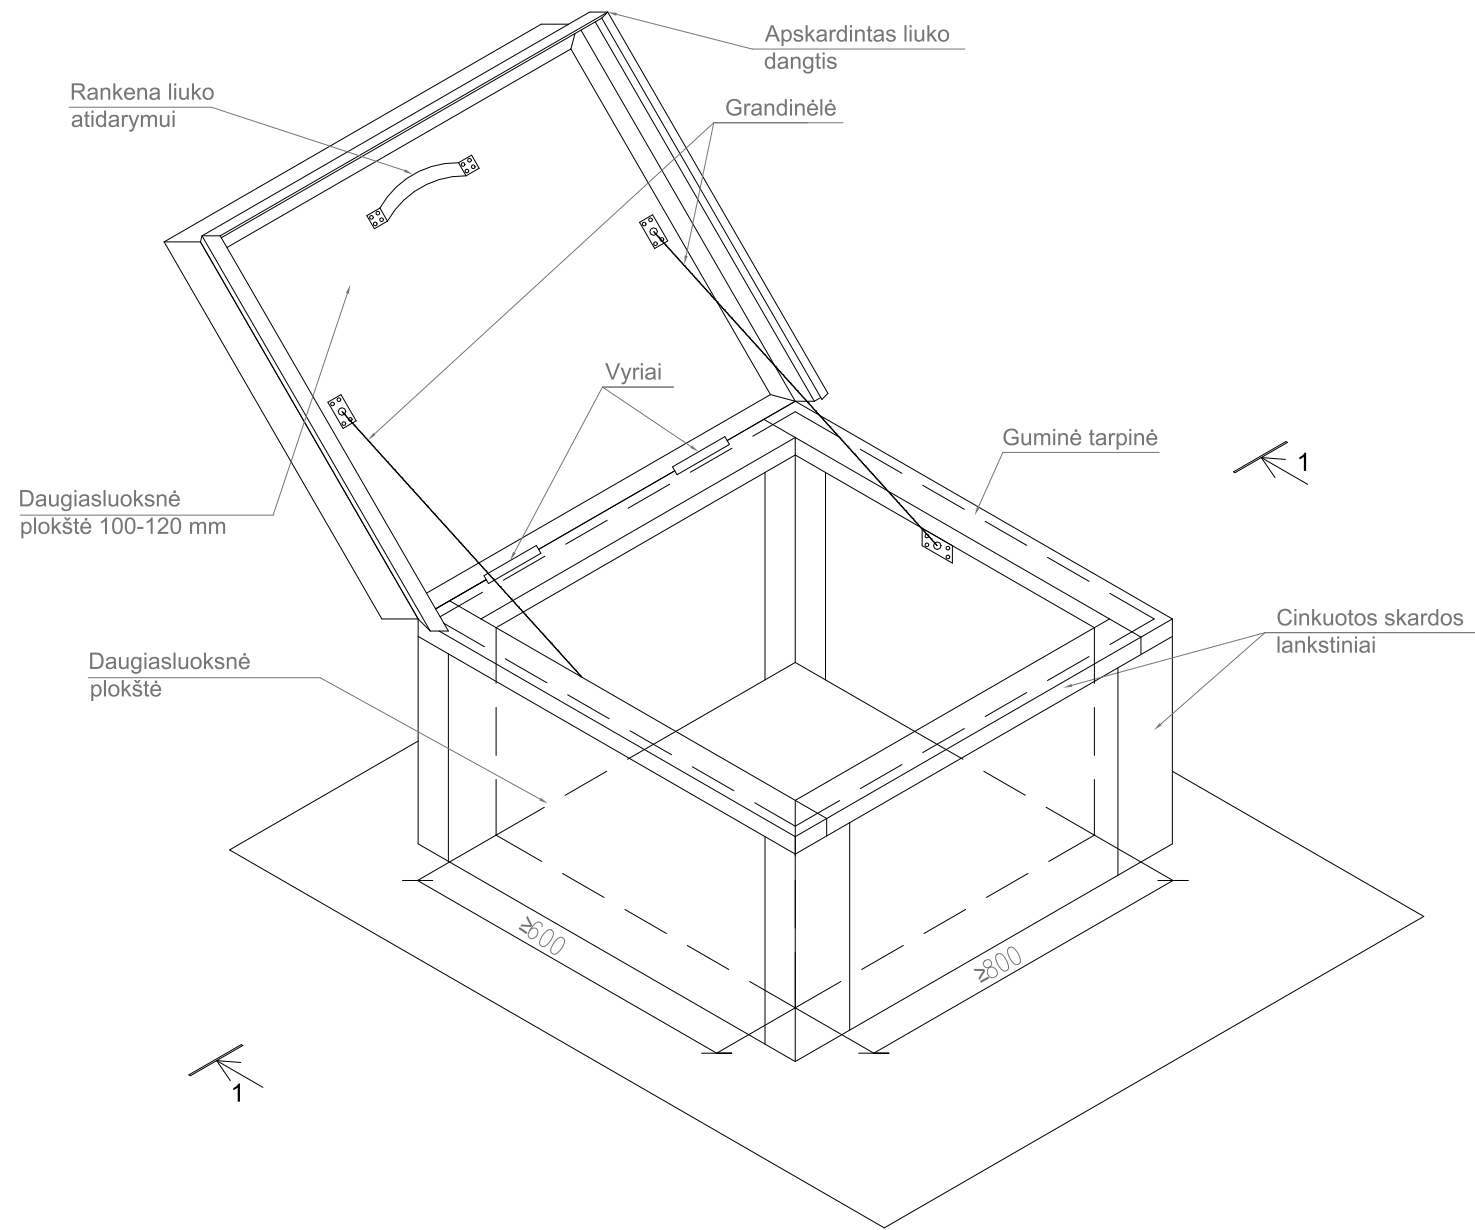 Apskardintas liuko
dangtis
Rankena liuko
atidarymui
Grandinėlė
Vyriai
Guminė tarpinė
1
Daugiasluoksnė
plokštė 100-120 mm
Cinkuotos skardos
lankstiniai
Daugiasluoksnė
plokštė
≥600
≥800
1